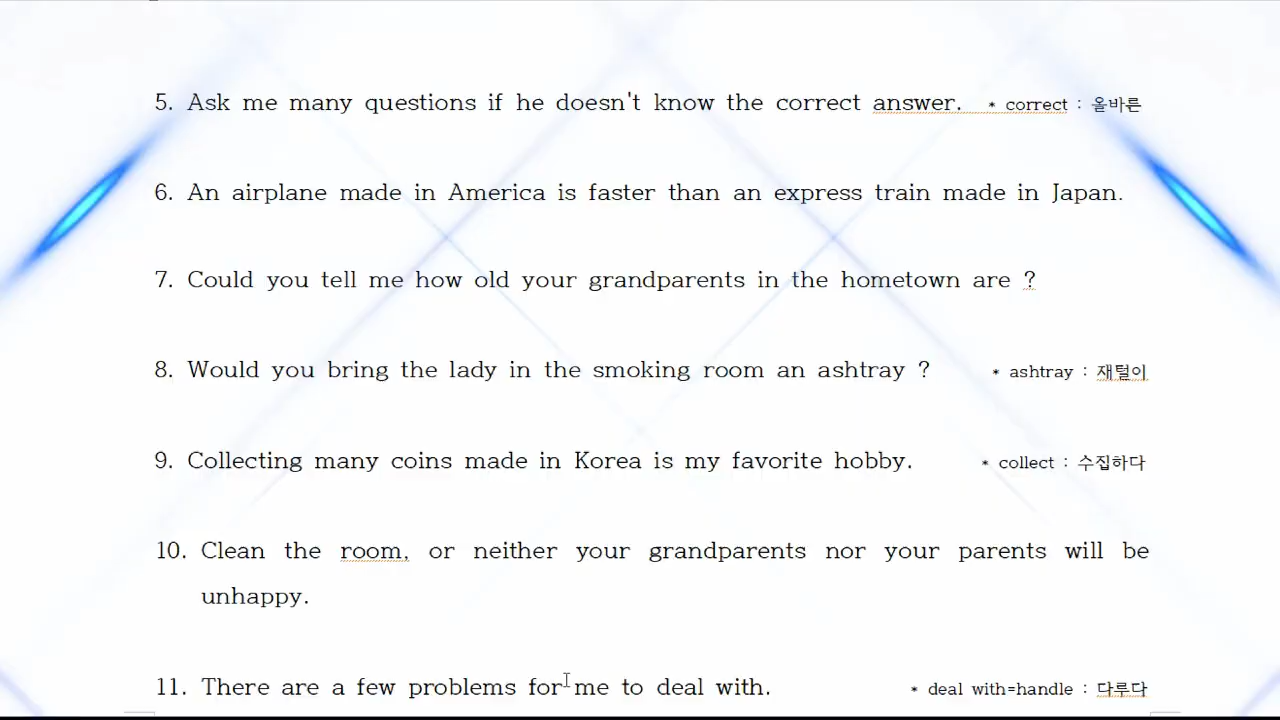 5. Ask me many questions if he doesn't know the correct answer. * correct : 올바른
6. An airplane made in America is faster than an express train made in Japan.
7. Could you tell me how old your grandparents in the hometown are ?
8. Would you bring the lady in the smoking room an ashtray ? * ashtray : 재털이
9. Collecting many coins made in Korea is my favorite hobby. * collect : 수집하다
10. Clean the room, or neither your grandparents nor your parents will be
unhappy.
11. There are a few problems for me to deal with. * deal with=handle : 다루다